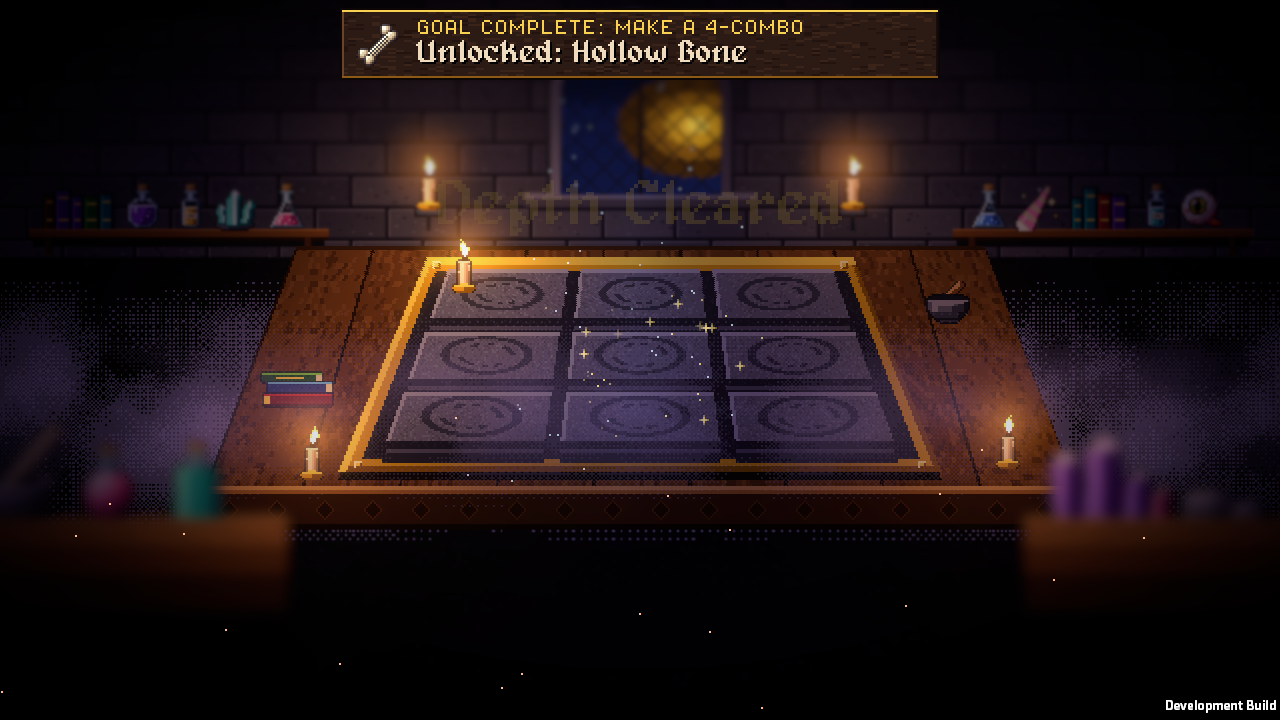 GOAL COMPLETE: MAKE A 4-COMBO
Unlocked: Hollow Bone
Depth Cleared
Development Build